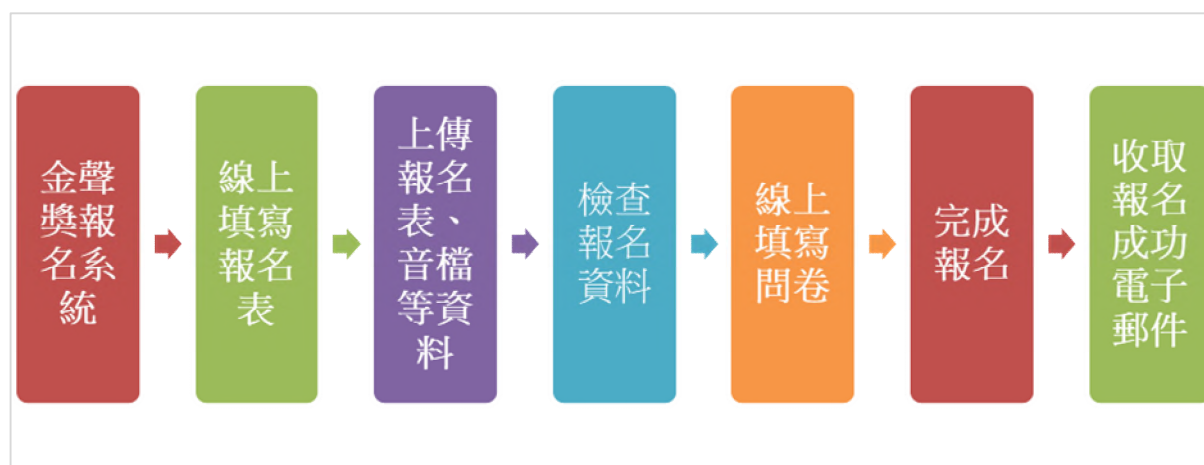 金聲
獎報
名系
統
線上
填寫
報名
表
上傳
報名
表、
音檔
等資
料
檢查
報名
資料
線上
填寫
問卷
完成
報名
收取
報名
成功
電子
郵件